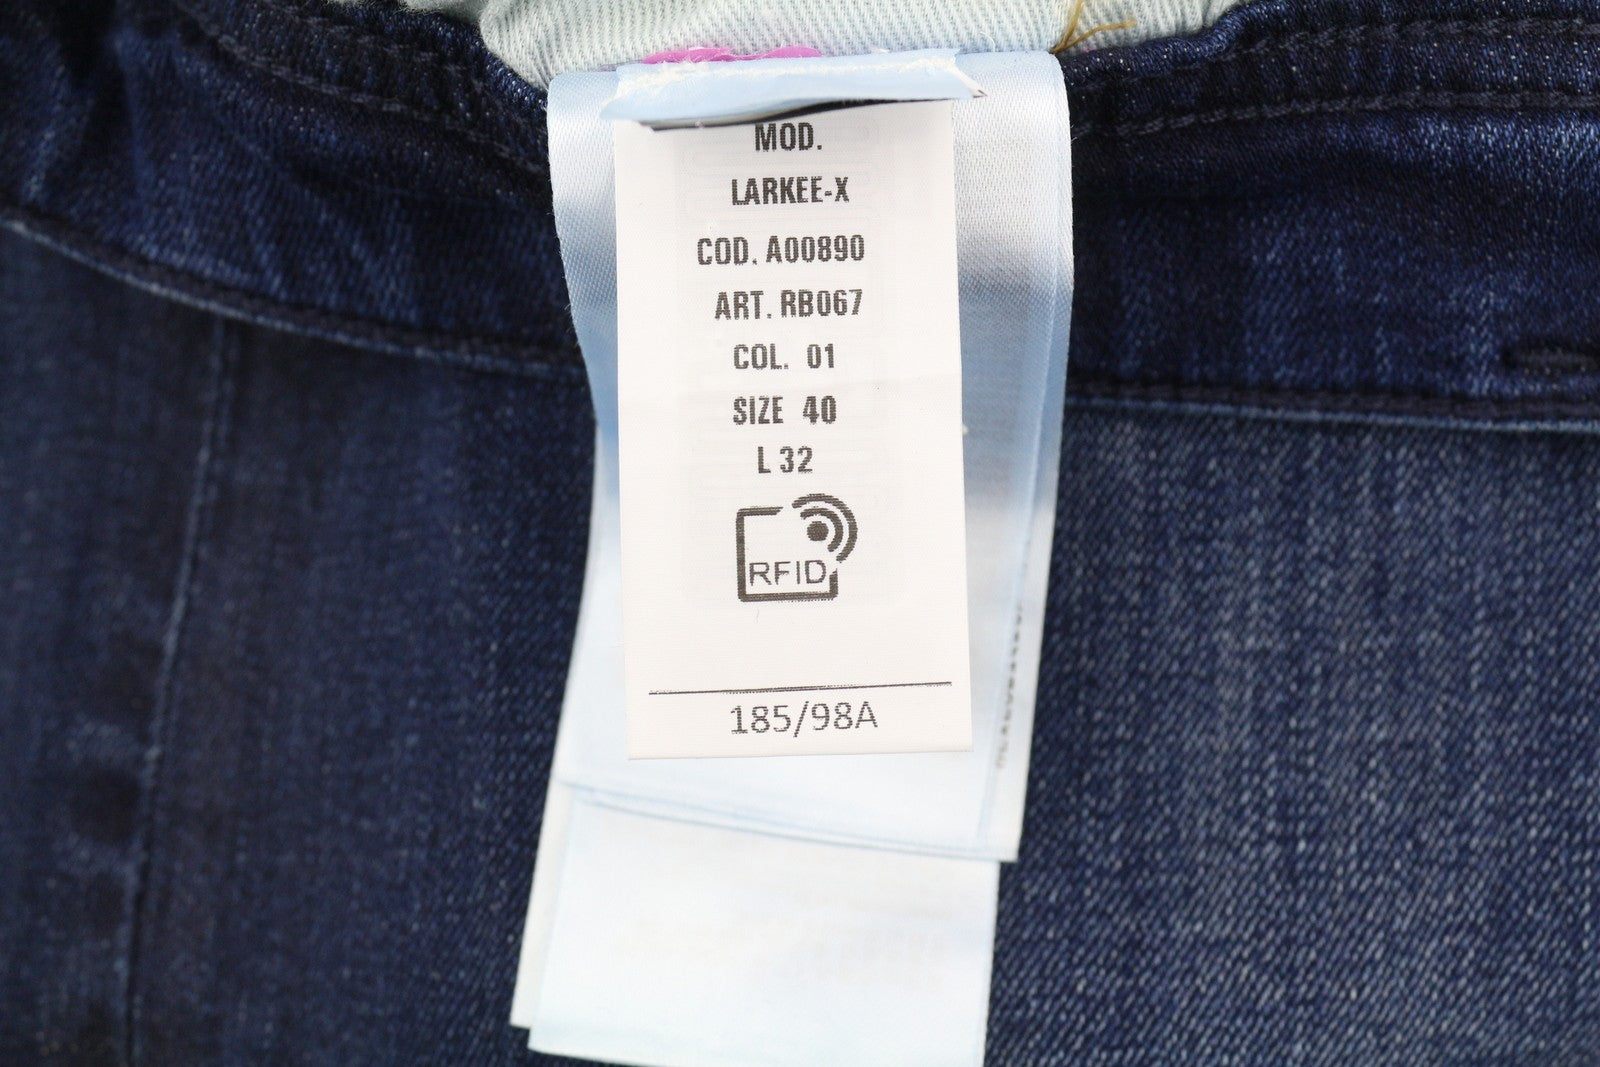 MOD.
LARKEE-X
COD. A00890
ART. RB067
COL. 01
SIZE 40
L 32
RFID
185/98A